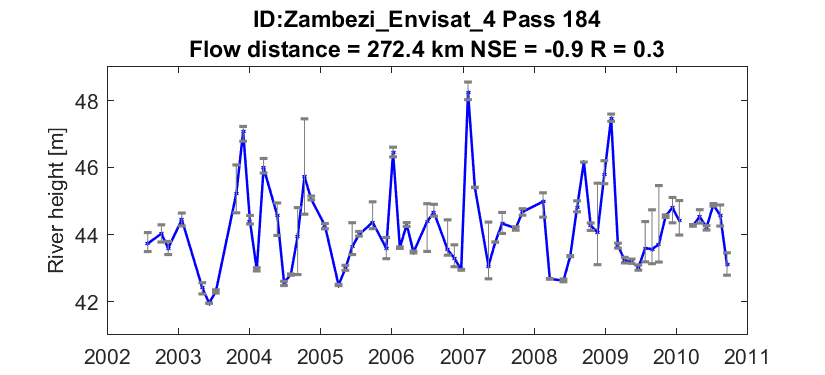 ID:Zambezi_Envisat_4 Pass 184
Flow distance = 272.4 km NSE = -0.9 R = 0.3
River height [m]
48
46
44
42
2002 2003 2004 2005 2006 2007 2008 2009 2010 2011